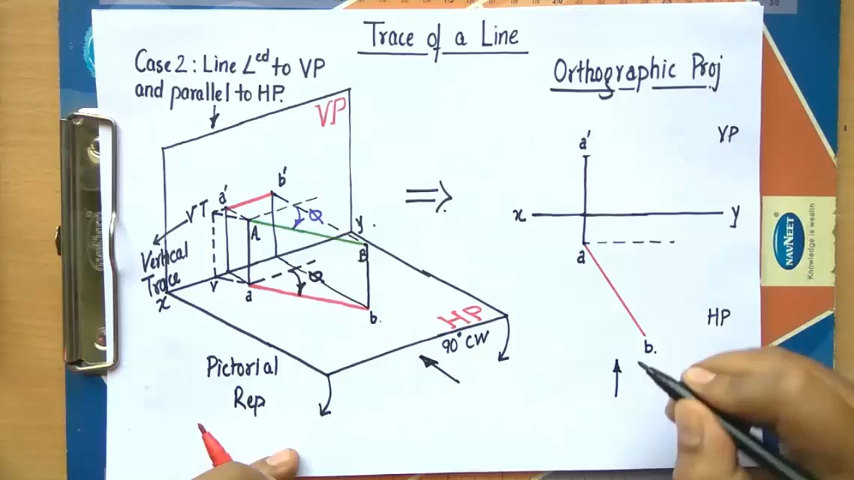 Trace of a Line
Case 2: Line ∠ed to VP
and parallel to HP.
VP
a'
b'
VT
A
Ø
y
B
Vertical
Trace
x
v
a
Ø
b.
HP
90° CW
Pictorial
Rep
⇒
Orthographic Proj
a'
VP
x
y
a
HP
b.
NAVNEET
Knowledge is wealth